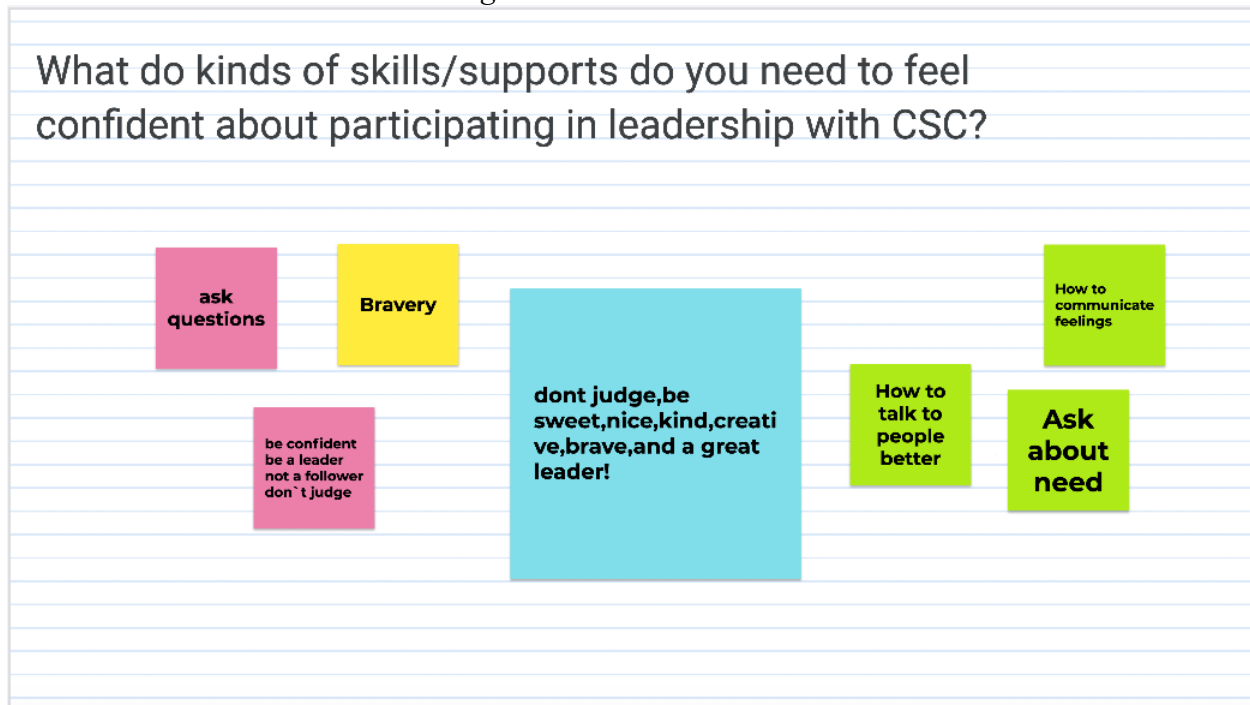 What do kinds of skills/supports do you need to feel
confident about participating in leadership with CSC?
ask
questions
Bravery
be confident
be a leader
not a follower
don`t judge
dont judge,be
sweet,nice,kind,creati
ve,brave,and a great
leader!
How to
talk to
people
better
How to
communicate
feelings
Ask
about
need